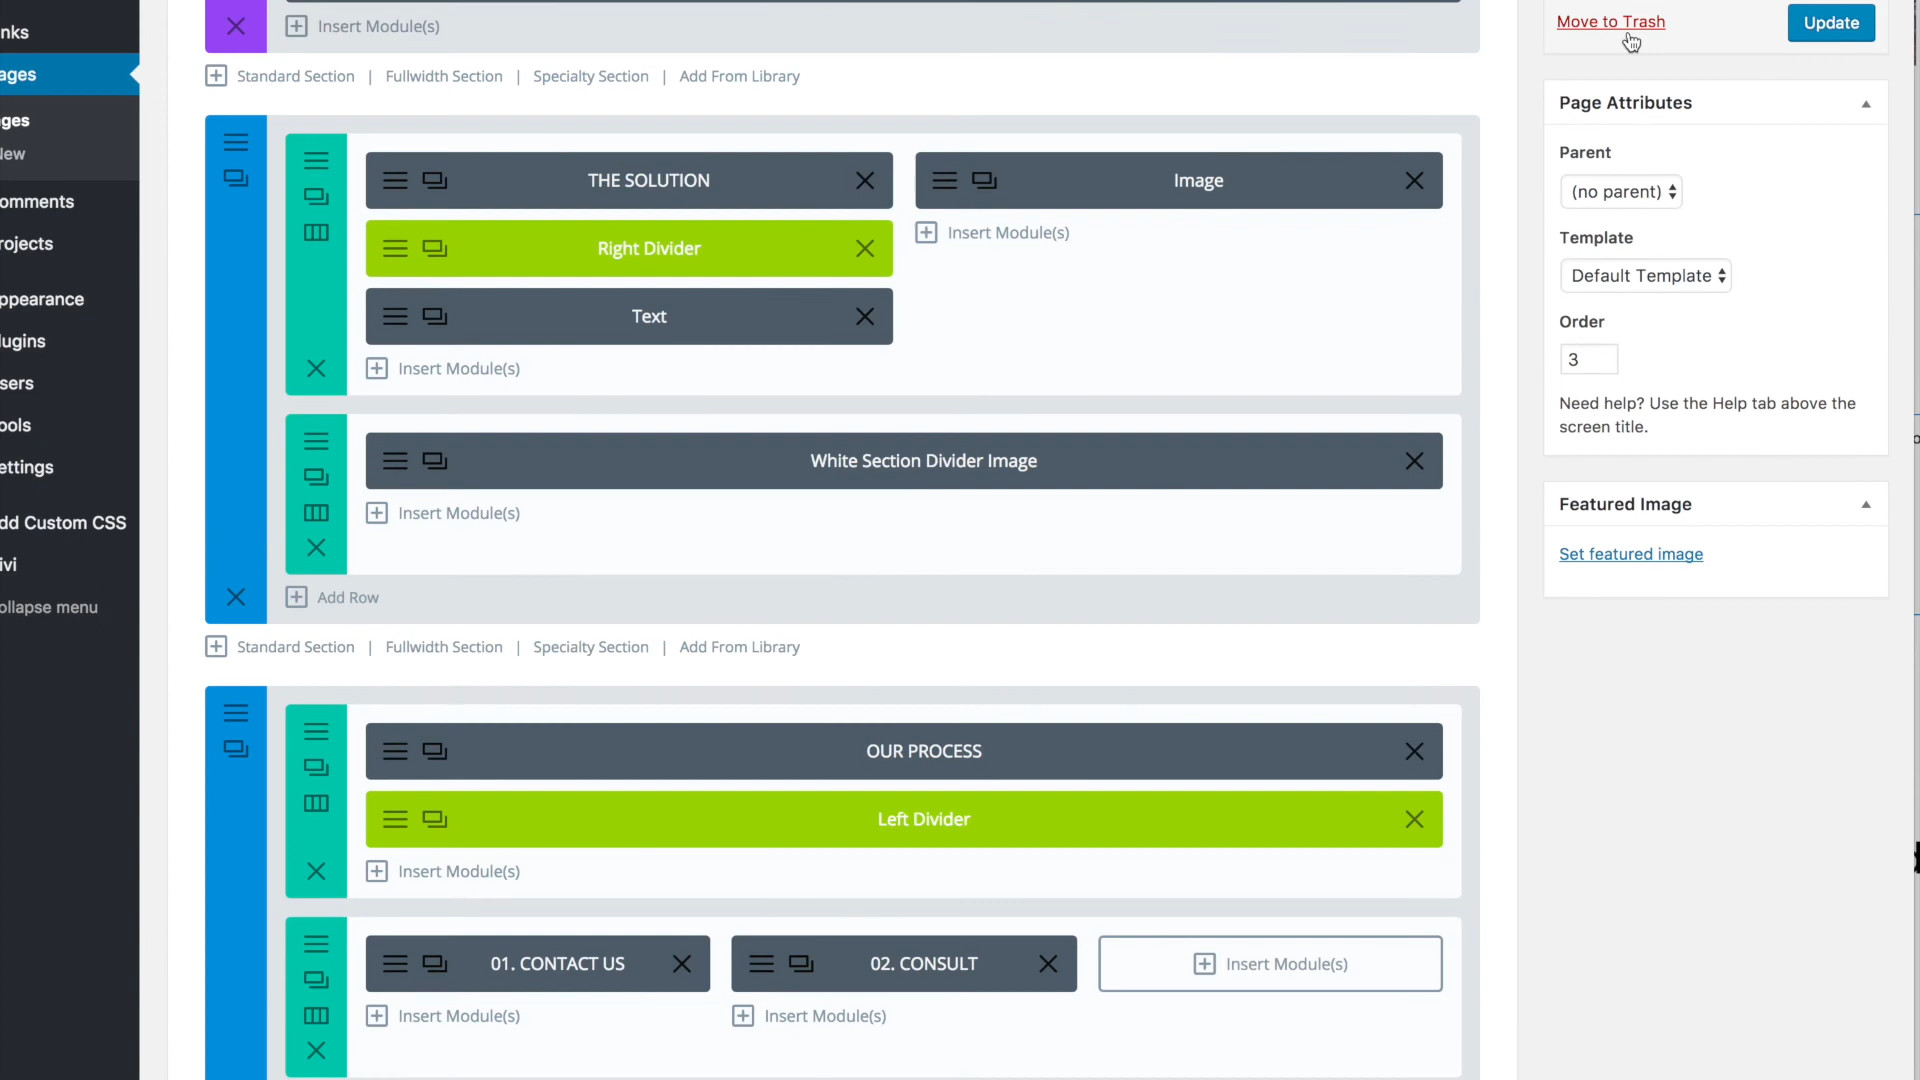 nks
ages
ges
New
omments
rojects
ppearance
lugins
sers
ools
ettings
dd Custom CSS
ivi
ollapse menu
Insert Module(s)
Standard Section | Fullwidth Section | Specialty Section | Add From Library
THE SOLUTION
Image
Right Divider
Insert Module(s)
Text
Insert Module(s)
White Section Divider Image
Insert Module(s)
Add Row
Standard Section | Fullwidth Section | Specialty Section | Add From Library
OUR PROCESS
Left Divider
Insert Module(s)
01. CONTACT US
02. CONSULT
Insert Module(s)
Insert Module(s)
Insert Module(s)
Move to Trash
Update
Page Attributes
Parent
(no parent)
Template
Default Template
Order
3
Need help? Use the Help tab above the
screen title.
Featured Image
Set featured image